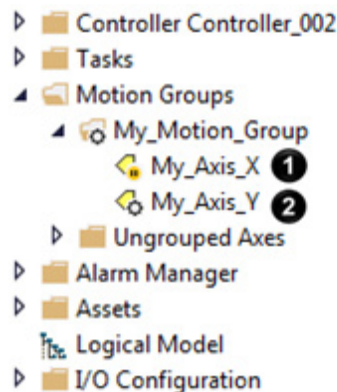 Controller Controller_002
Tasks
Motion Groups
My_Motion_Group
My_Axis_X 1
My_Axis_Y 2
Ungrouped Axes
Alarm Manager
Assets
Logical Model
I/O Configuration